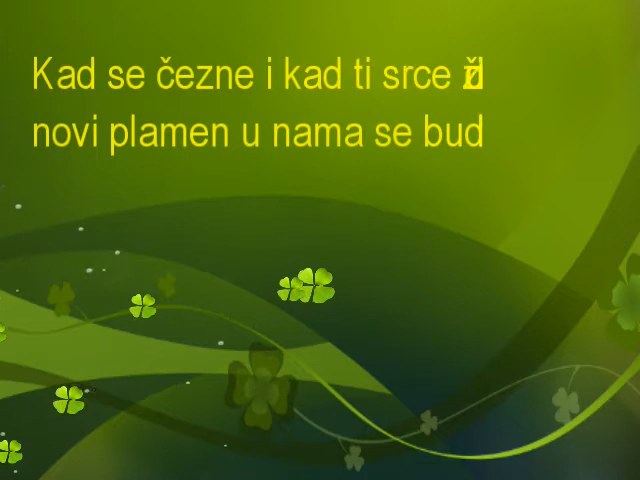 Kad se čezne i kad ti srce
novi plamen u nama se bud